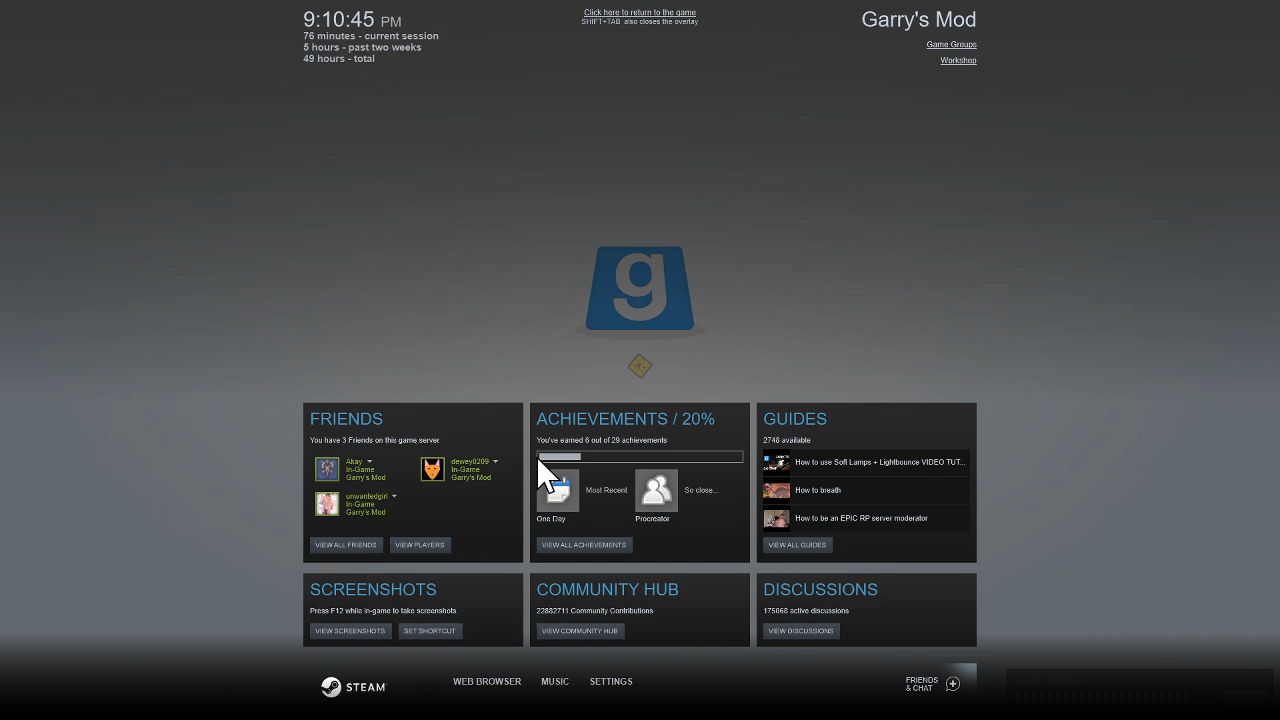 9:10:45 PM
76 minutes - current session
5 hours - past two weeks
49 hours - total
Click here to return to the game
SHIFT+TAB also closes the overlay
Garry's Mod
Game Groups
Workshop
g
FRIENDS
You have 3 Friends on this game server
Akay
In-Game
Garry's Mod
dewey0209
In-Game
Garry's Mod
unwantedgirl
In-Game
Garry's Mod
VIEW ALL FRIENDS
VIEW PLAYERS
ACHIEVEMENTS / 20%
You've earned 6 out of 29 achievements
Most Recent
One Day
So close...
Procreator
VIEW ALL ACHIEVEMENTS
GUIDES
2748 available
How to use Soft Lamps + Lightbounce VIDEO TUT...
How to breath
How to be an EPIC RP server moderator
VIEW ALL GUIDES
SCREENSHOTS
Press F12 while in-game to take screenshots.
VIEW SCREENSHOTS
SET SHORTCUT
COMMUNITY HUB
22882711 Community Contributions
VIEW COMMUNITY HUB
DISCUSSIONS
175068 active discussions
VIEW DISCUSSIONS
STEAM
WEB BROWSER
MUSIC
SETTINGS
FRIENDS
& CHAT